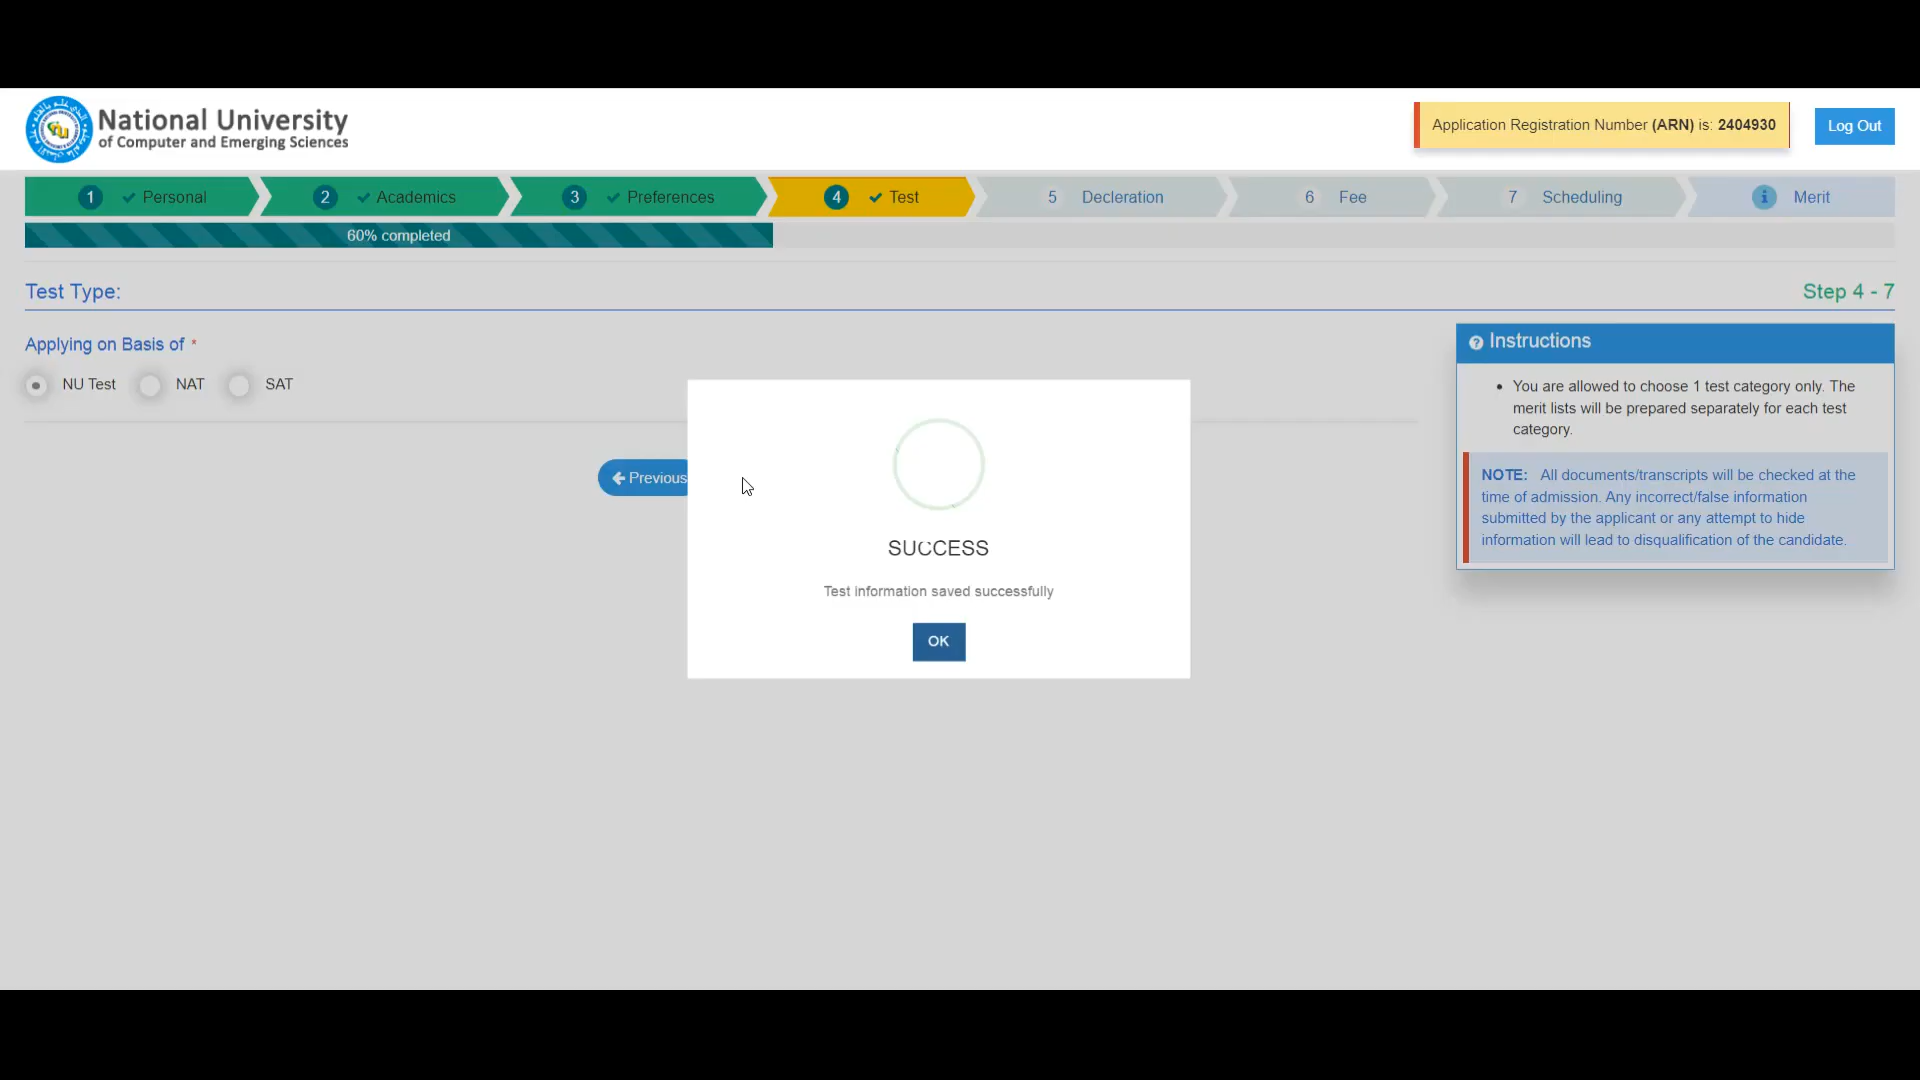 National University
of Computer and Emerging Sciences
Application Registration Number (ARN) is: 2404930
Log Out
1 Personal
2 Academics
3 Preferences
4 Test
5 Decleration
6 Fee
7 Scheduling
i Merit
60% completed
Test Type:
Step 4 - 7
Applying on Basis of *
NU Test
NAT
SAT
Previous
SUCCESS
Test information saved successfully
OK
? Instructions
• You are allowed to choose 1 test category only. The
merit lists will be prepared separately for each test
category.
NOTE: All documents/transcripts will be checked at the
time of admission. Any incorrect/false information
submitted by the applicant or any attempt to hide
information will lead to disqualification of the candidate.